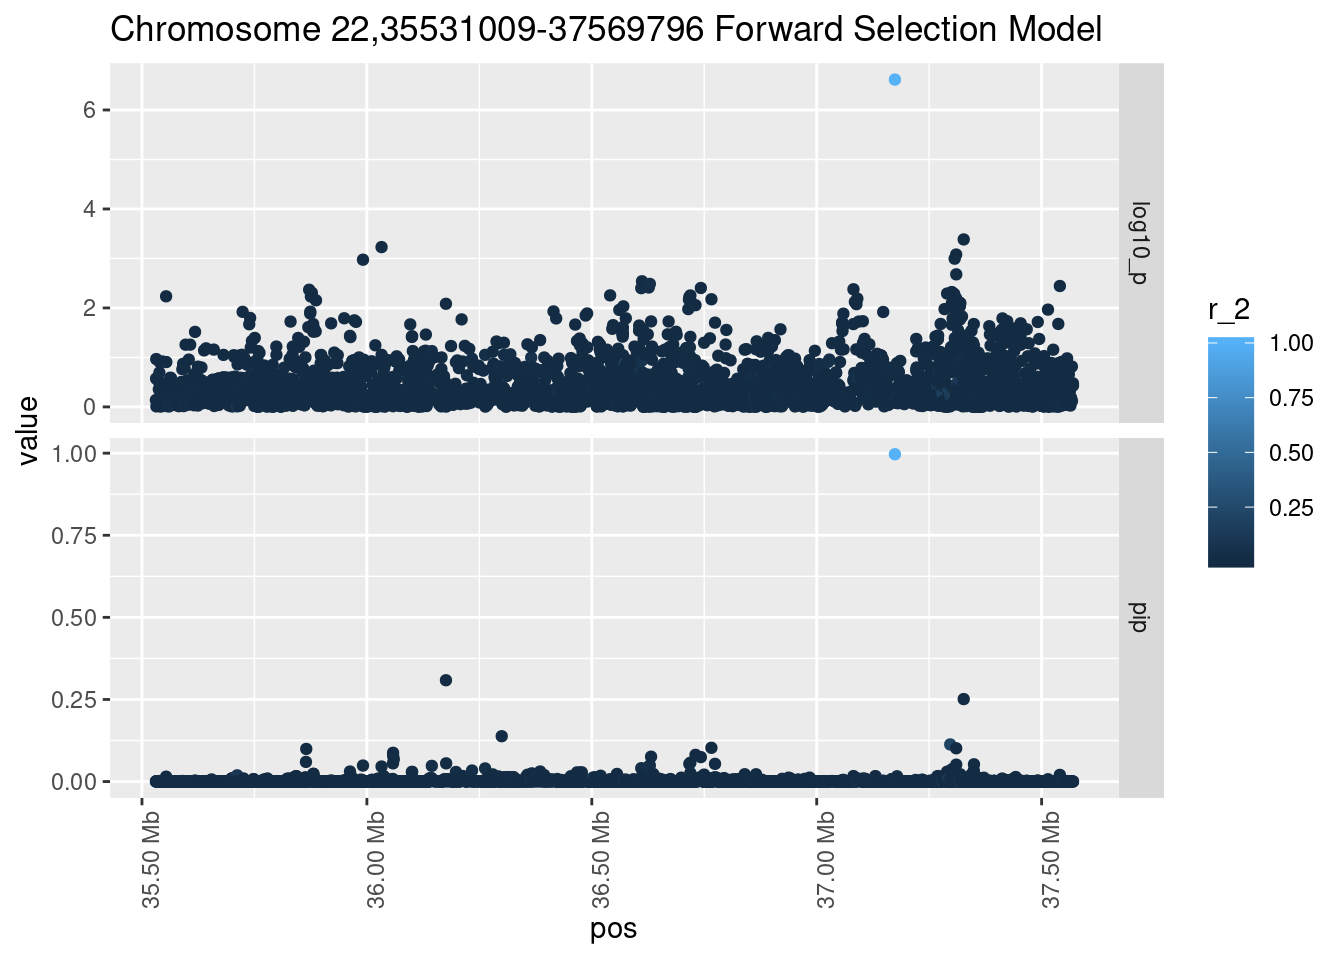 Chromosome 22,35531009-37569796 Forward Selection Model
6
4
2
0
log10_p
1.00
0.75
0.50
0.25
0.00
pip
value
35.50 Mb
36.00 Mb
36.50 Mb
37.00 Mb
37.50 Mb
pos
r_2
1.00
0.75
0.50
0.25